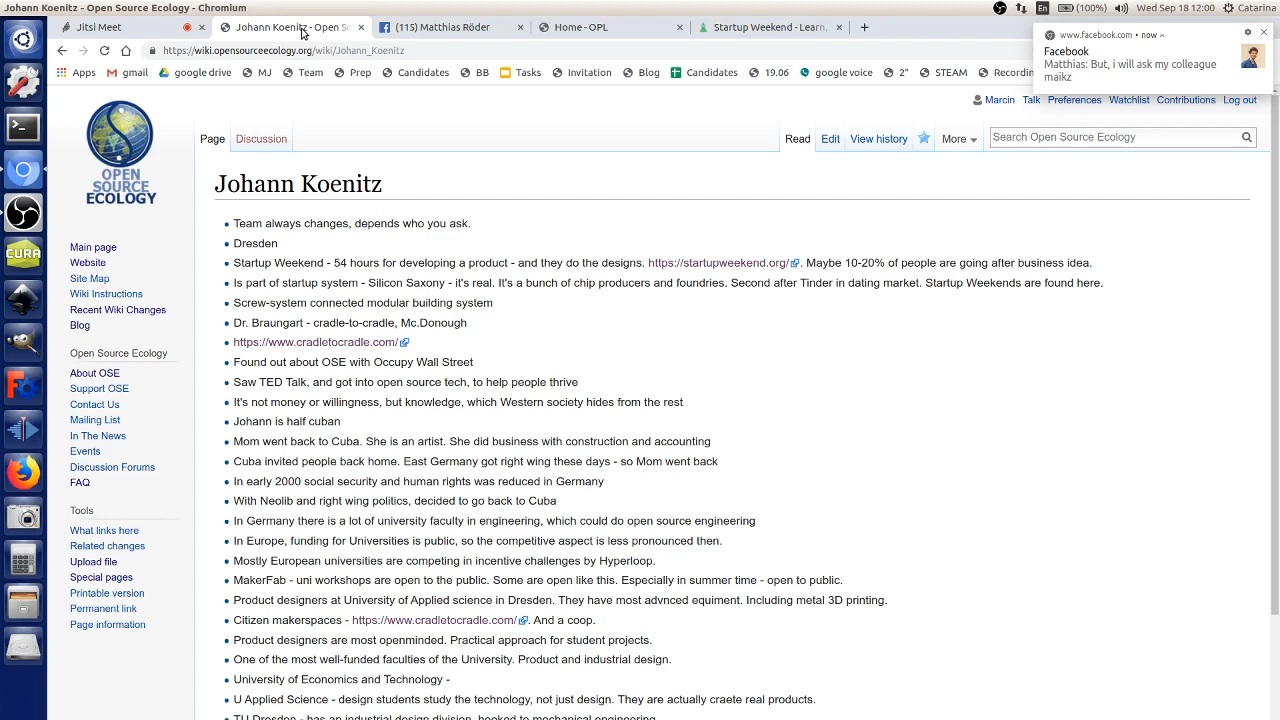 Johann Koenitz - Open Source Ecology - Chromium
En (100%) Wed Sep 18 12:00 Catarina
Jitsi Meet
Johann Koenitz - Open So
(115) Matthias Röder
Home - OPL
Startup Weekend - Learn,
https://wiki.opensourceecology.org/wiki/Johann_Koenitz
Apps gmail google drive MJ Team Prep Candidates BB Tasks Invitation Blog Candidates 19.06 google voice 2" STEAM Recordin
www.facebook.com • now
Facebook
Matthias: But, i will ask my colleague
maikz
Marcin Talk Preferences Watchlist Contributions Log out
Page Discussion Read Edit View history More Search Open Source Ecology
OPEN
SOURCE
ECOLOGY
Main page
Website
Site Map
Wiki Instructions
Recent Wiki Changes
Blog
Open Source Ecology
About OSE
Support OSE
Contact Us
Mailing List
In The News
Events
Discussion Forums
FAQ
Tools
What links here
Related changes
Upload file
Special pages
Printable version
Permanent link
Page information
CURA
Johann Koenitz
Team always changes, depends who you ask.
Dresden
Startup Weekend - 54 hours for developing a product - and they do the designs. https://startupweekend.org/. Maybe 10-20% of people are going after business idea.
Is part of startup system - Silicon Saxony - it's real. It's a bunch of chip producers and foundries. Second after Tinder in dating market. Startup Weekends are found here.
Screw-system connected modular building system
Dr. Braungart - cradle-to-cradle, Mc.Donough
https://www.cradletocradle.com/
Found out about OSE with Occupy Wall Street
Saw TED Talk, and got into open source tech, to help people thrive
It's not money or willingness, but knowledge, which Western society hides from the rest
Johann is half cuban
Mom went back to Cuba. She is an artist. She did business with construction and accounting
Cuba invited people back home. East Germany got right wing these days - so Mom went back
In early 2000 social security and human rights was reduced in Germany
With Neolib and right wing politics, decided to go back to Cuba
In Germany there is a lot of university faculty in engineering, which could do open source engineering
In Europe, funding for Universities is public, so the competitive aspect is less pronounced then.
Mostly European universities are competing in incentive challenges by Hyperloop.
MakerFab - uni workshops are open to the public. Some are open like this. Especially in summer time - open to public.
Product designers at University of Applied science in Dresden. They have most advnced equiment. Including metal 3D printing.
Citizen makerspaces - https://www.cradletocradle.com/. And a coop.
Product designers are most openminded. Practical approach for student projects.
One of the most well-funded faculties of the University. Product and industrial design.
University of Economics and Technology -
U Applied Science - design students study the technology, not just design. They are actually craete real products.
TU Dresden - has an industrial design division, hooked to mechanical engineering